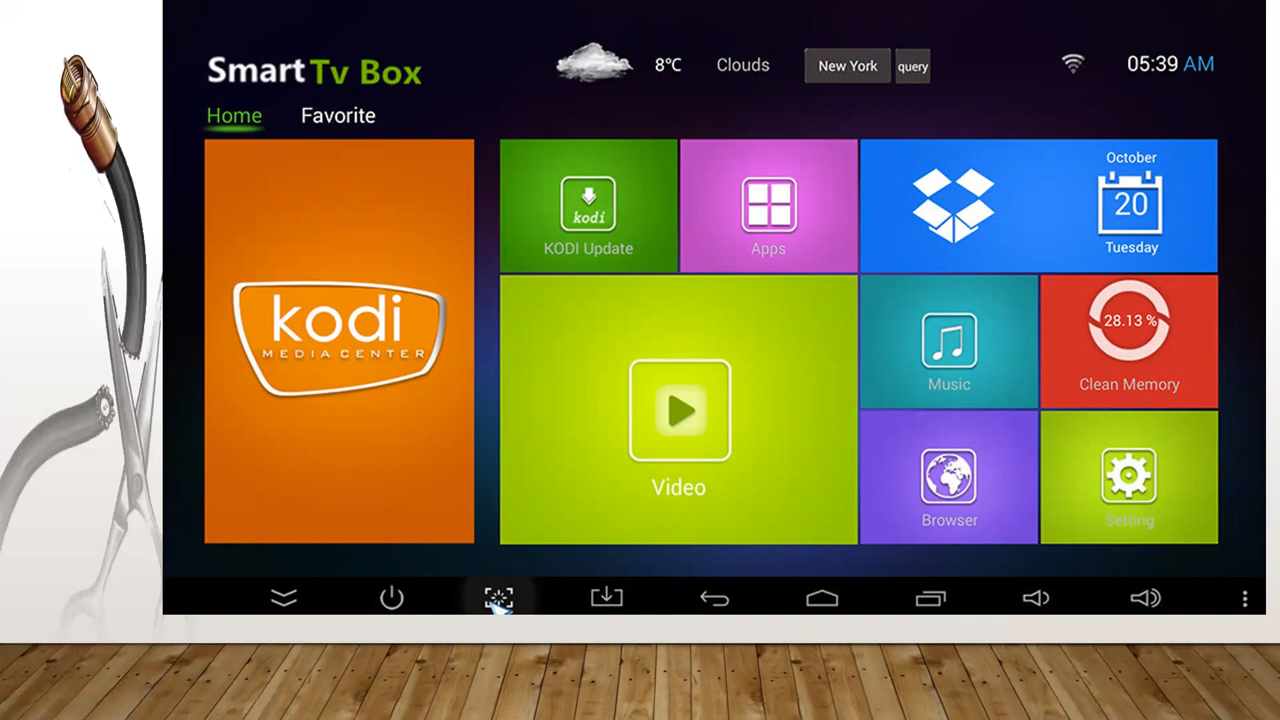 Smart Tv Box
8℃
Clouds
New York
query
05:39 AM
Home
Favorite
kodi
MEDIA CENTER
kodi
KODI Update
Apps
October
20
Tuesday
Video
Music
28.13 %
Clean Memory
Browser
Setting